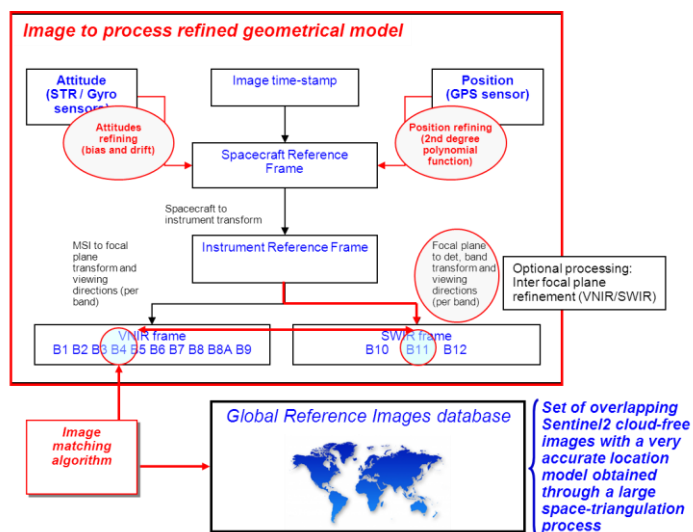 Image to process refined geometrical model
Attitude
(STR / Gyro
sensors)
Image time-stamp
Position
(GPS sensor)
Attitudes
refining
(bias and drift)
Position refining
(2nd degree
polynomial
function)
Spacecraft Reference
Frame
Spacecraft to
instrument transform
MSI to focal
plane
transform and
viewing
directions (per
band)
Instrument Reference Frame
Focal plane
to det, band
transform and
viewing
directions
(per band)
Optional processing:
Inter focal plane
refinement (VNIR/SWIR)
VNIR frame
B1 B2 B3 B4 B5 B6 B7 B8 B8A B9
SWIR frame
B10 B11 B12
Image
matching
algorithm
Global Reference Images database
Set of overlapping
Sentinel2 cloud-free
images with a very
accurate location
model obtained
through a large
space-triangulation
process